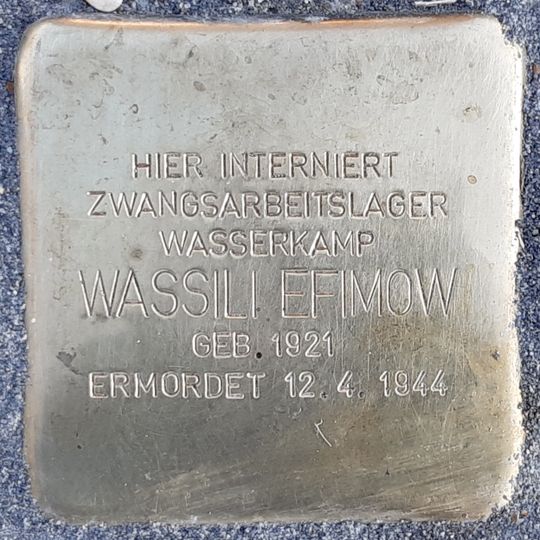 HIER INTERNIERT
ZWANGSARBEITSLAGER
WASSERKAMP
WASSILI EFIMOW
GEB. 1921
ERMORDET 12. 4. 1944